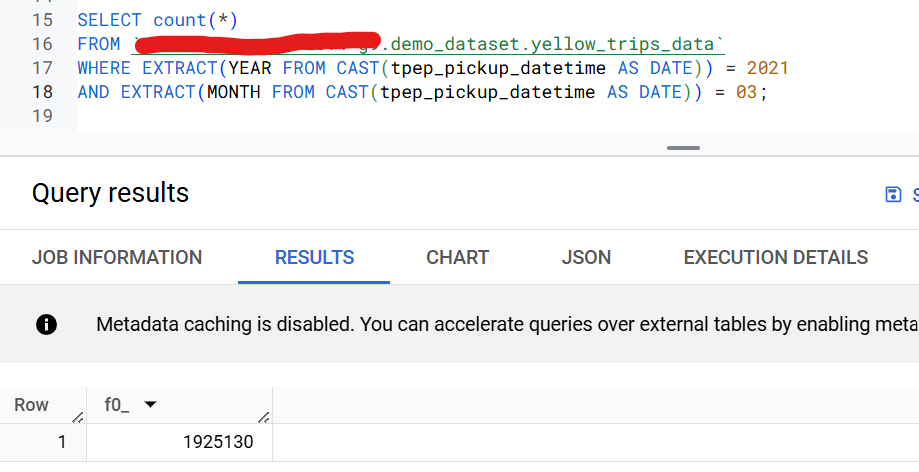 15 SELECT count(*)
16 FROM `.demo_dataset.yellow_trips_data`
17 WHERE EXTRACT(YEAR FROM CAST(tpep_pickup_datetime AS DATE)) = 2021
18 AND EXTRACT(MONTH FROM CAST(tpep_pickup_datetime AS DATE)) = 03;
19
Query results
S
JOB INFORMATION RESULTS CHART JSON EXECUTION DETAILS
Metadata caching is disabled. You can accelerate queries over external tables by enabling meta
Row f0_
1 1925130